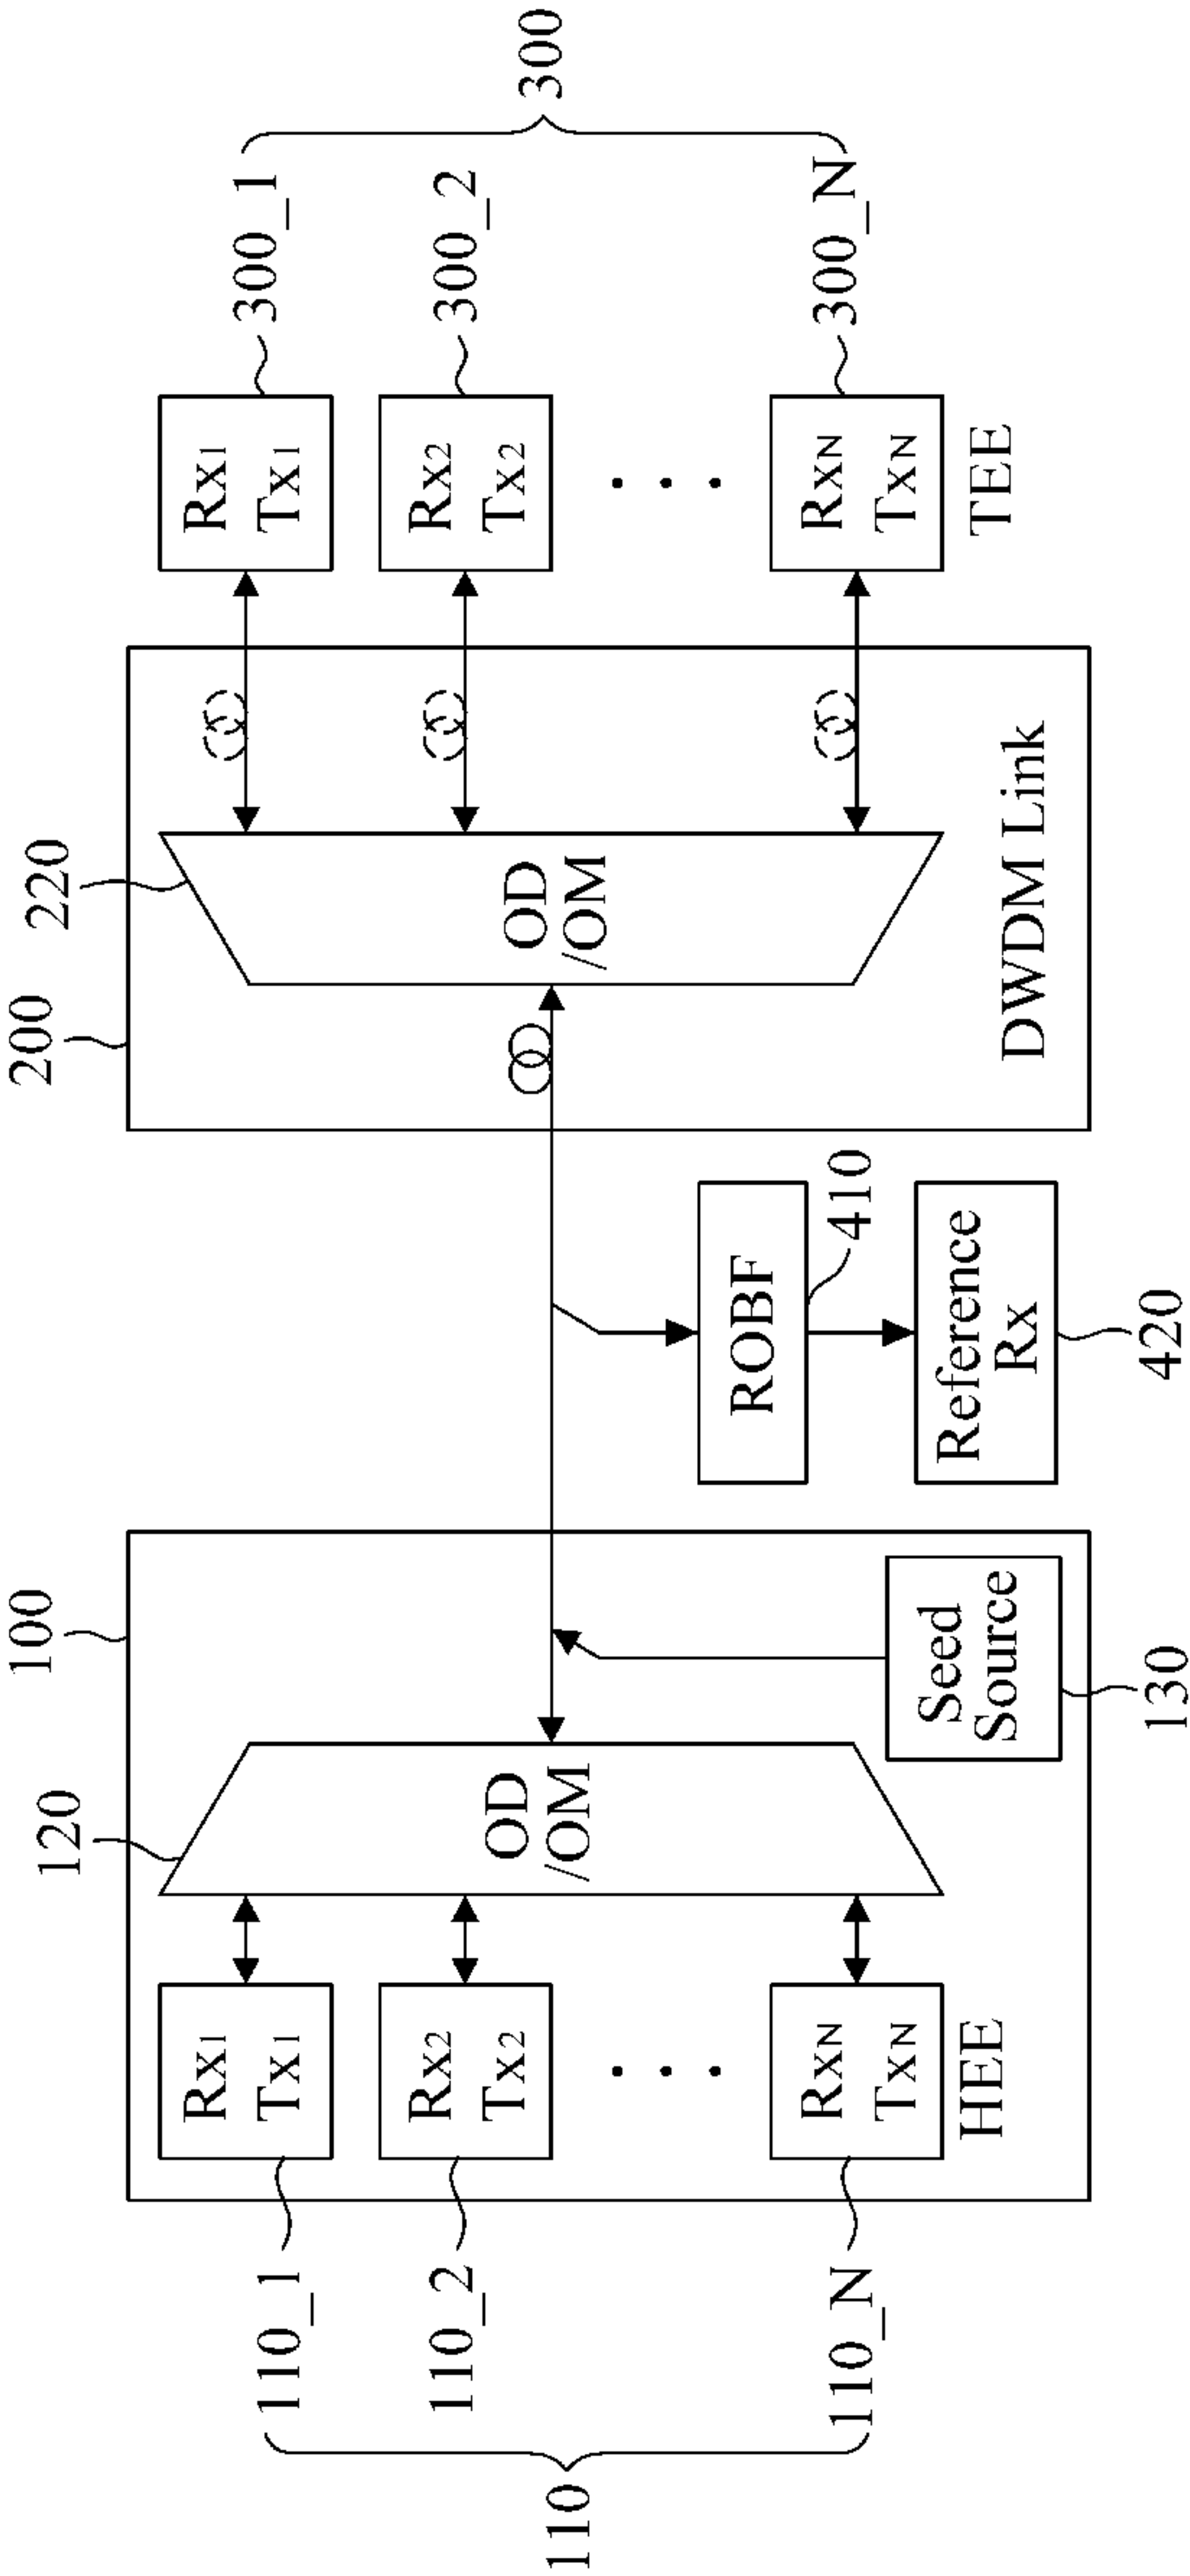 100
200
120
220
110_1
Rx1
Tx1
Rx1
Tx1
300_1
110_2
Rx2
Tx2
OD
/OM
OD
/OM
Rx2
Tx2
300_2
110
300
. . .
. . .
110_N
RxN
TxN
RxN
TxN
300_N
HEE
Seed
Source
130
ROBF
410
Reference
Rx
420
DWDM Link
TEE